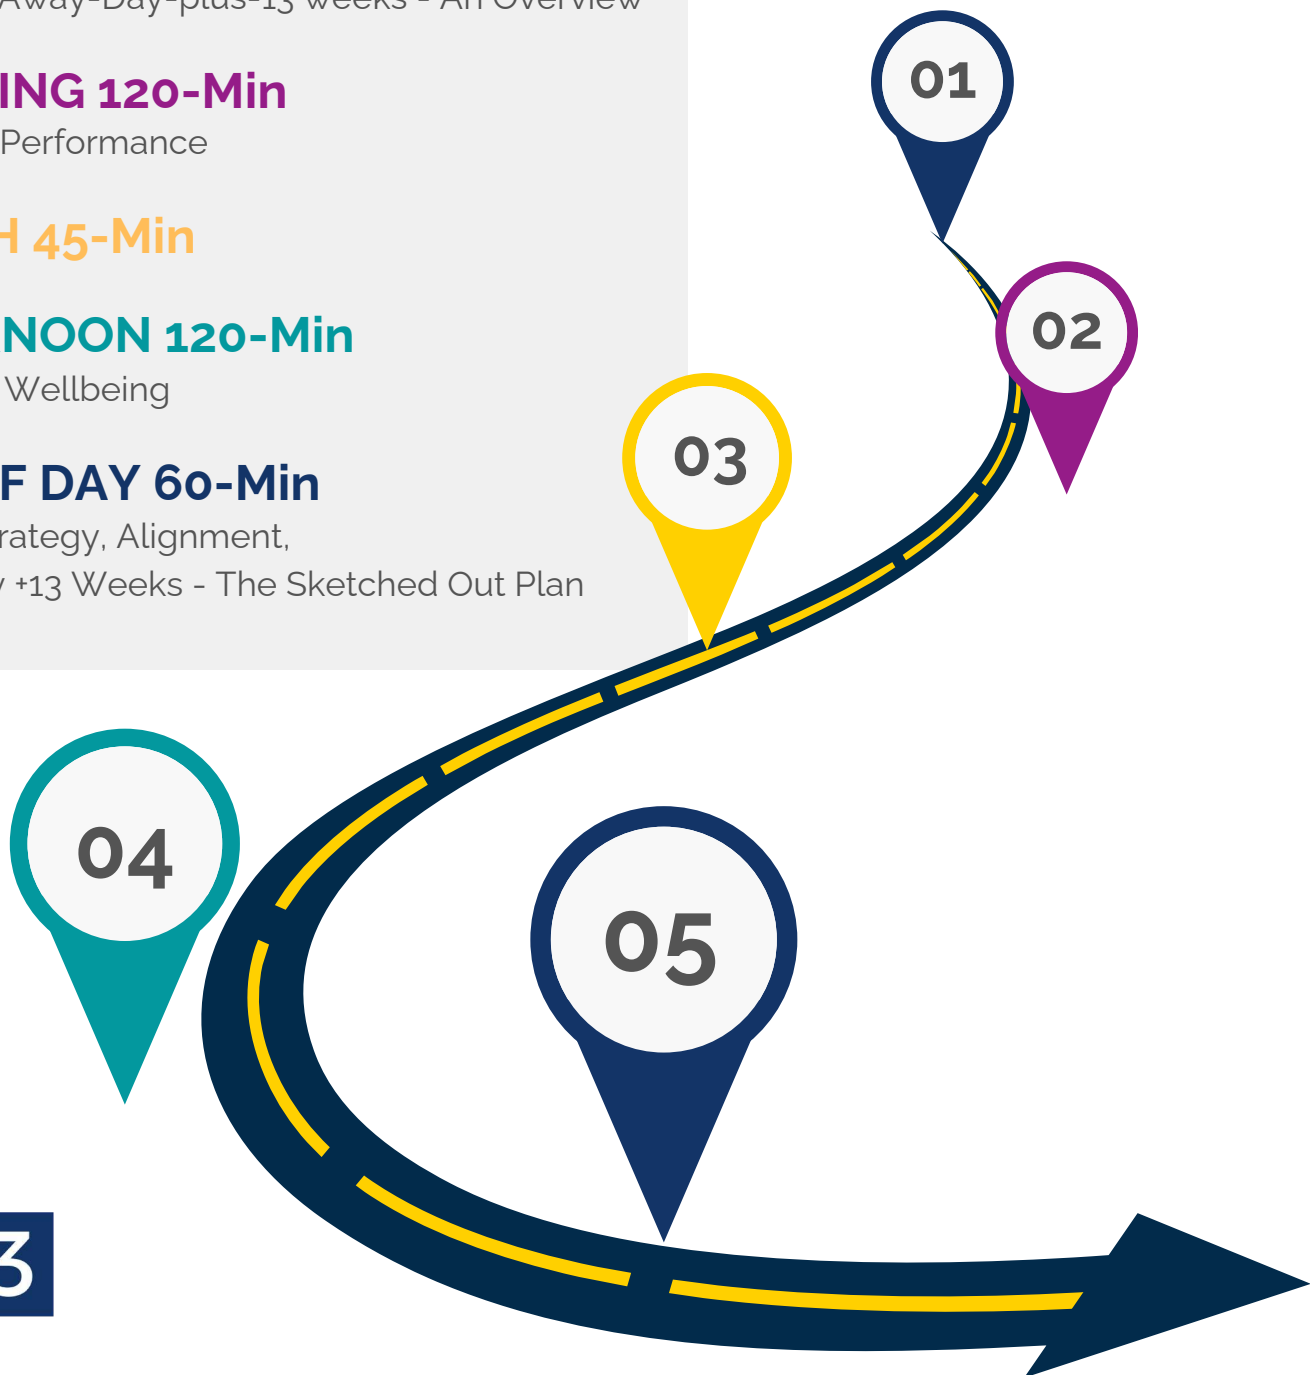 Away-Day-plus-13 weeks - An Overview
ING 120-Min
Performance
H 45-Min
NOON 120-Min
Wellbeing
F DAY 60-Min
rategy, Alignment,
y +13 Weeks - The Sketched Out Plan
01
02
03
04
05
3